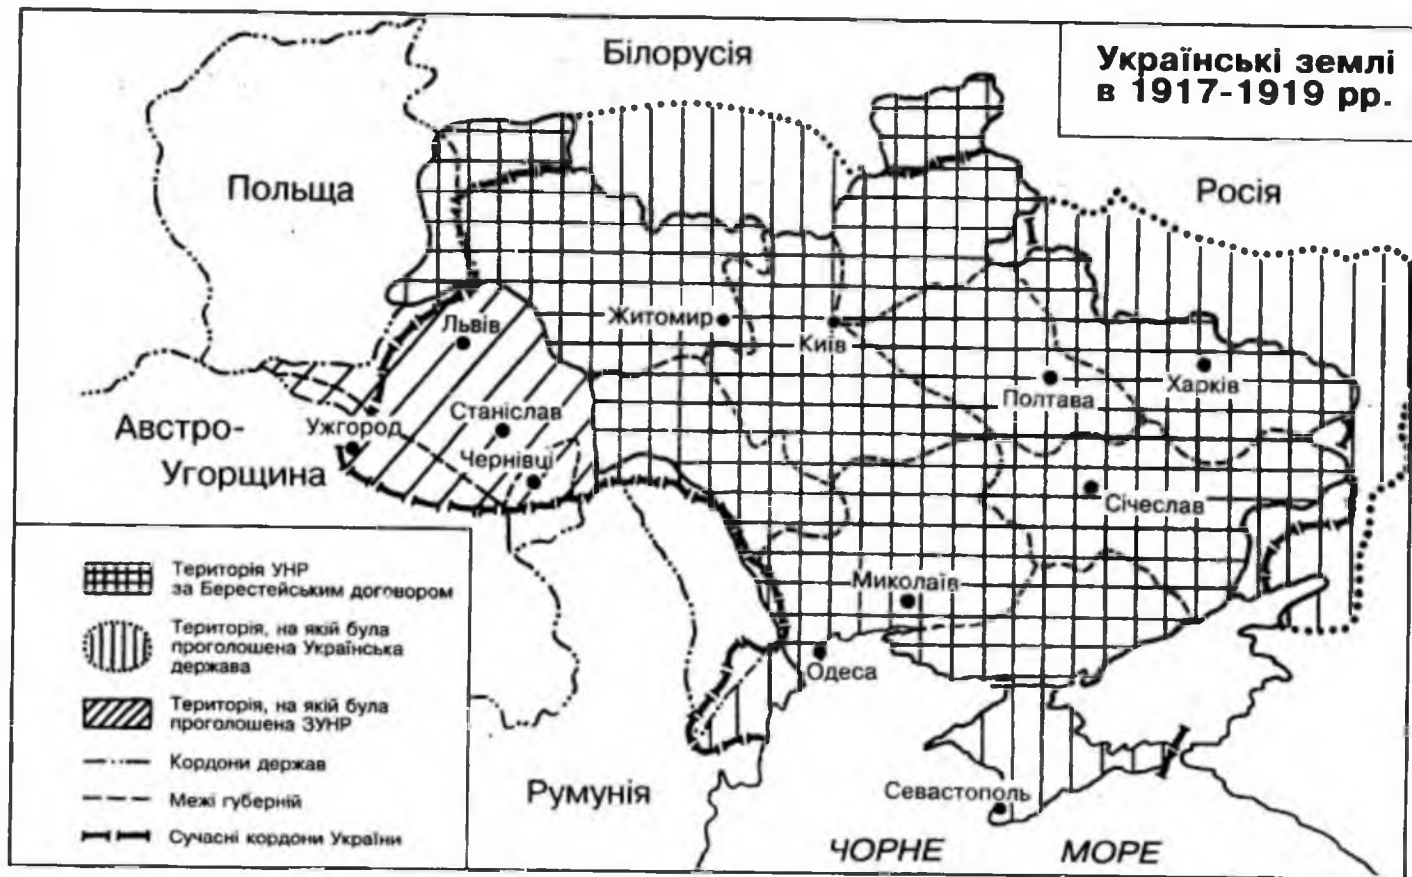 Українські землі
в 1917-1919 рр.
Білорусія
Польща
Росія
Львів
Житомир
Київ
Харків
Полтава
Станіслав
Ужгород
Чернівці
Австро-
Угорщина
Січеслав
Миколаїв
Одеса
Румунія
Севастополь
ЧОРНЕ МОРЕ
Територія УНР
за Берестейським договором
Територія, на якій була
проголошена Українська
держава
Територія, на якій була
проголошена ЗУНР
Кордони держав
Межі губерній
Сучасні кордони України